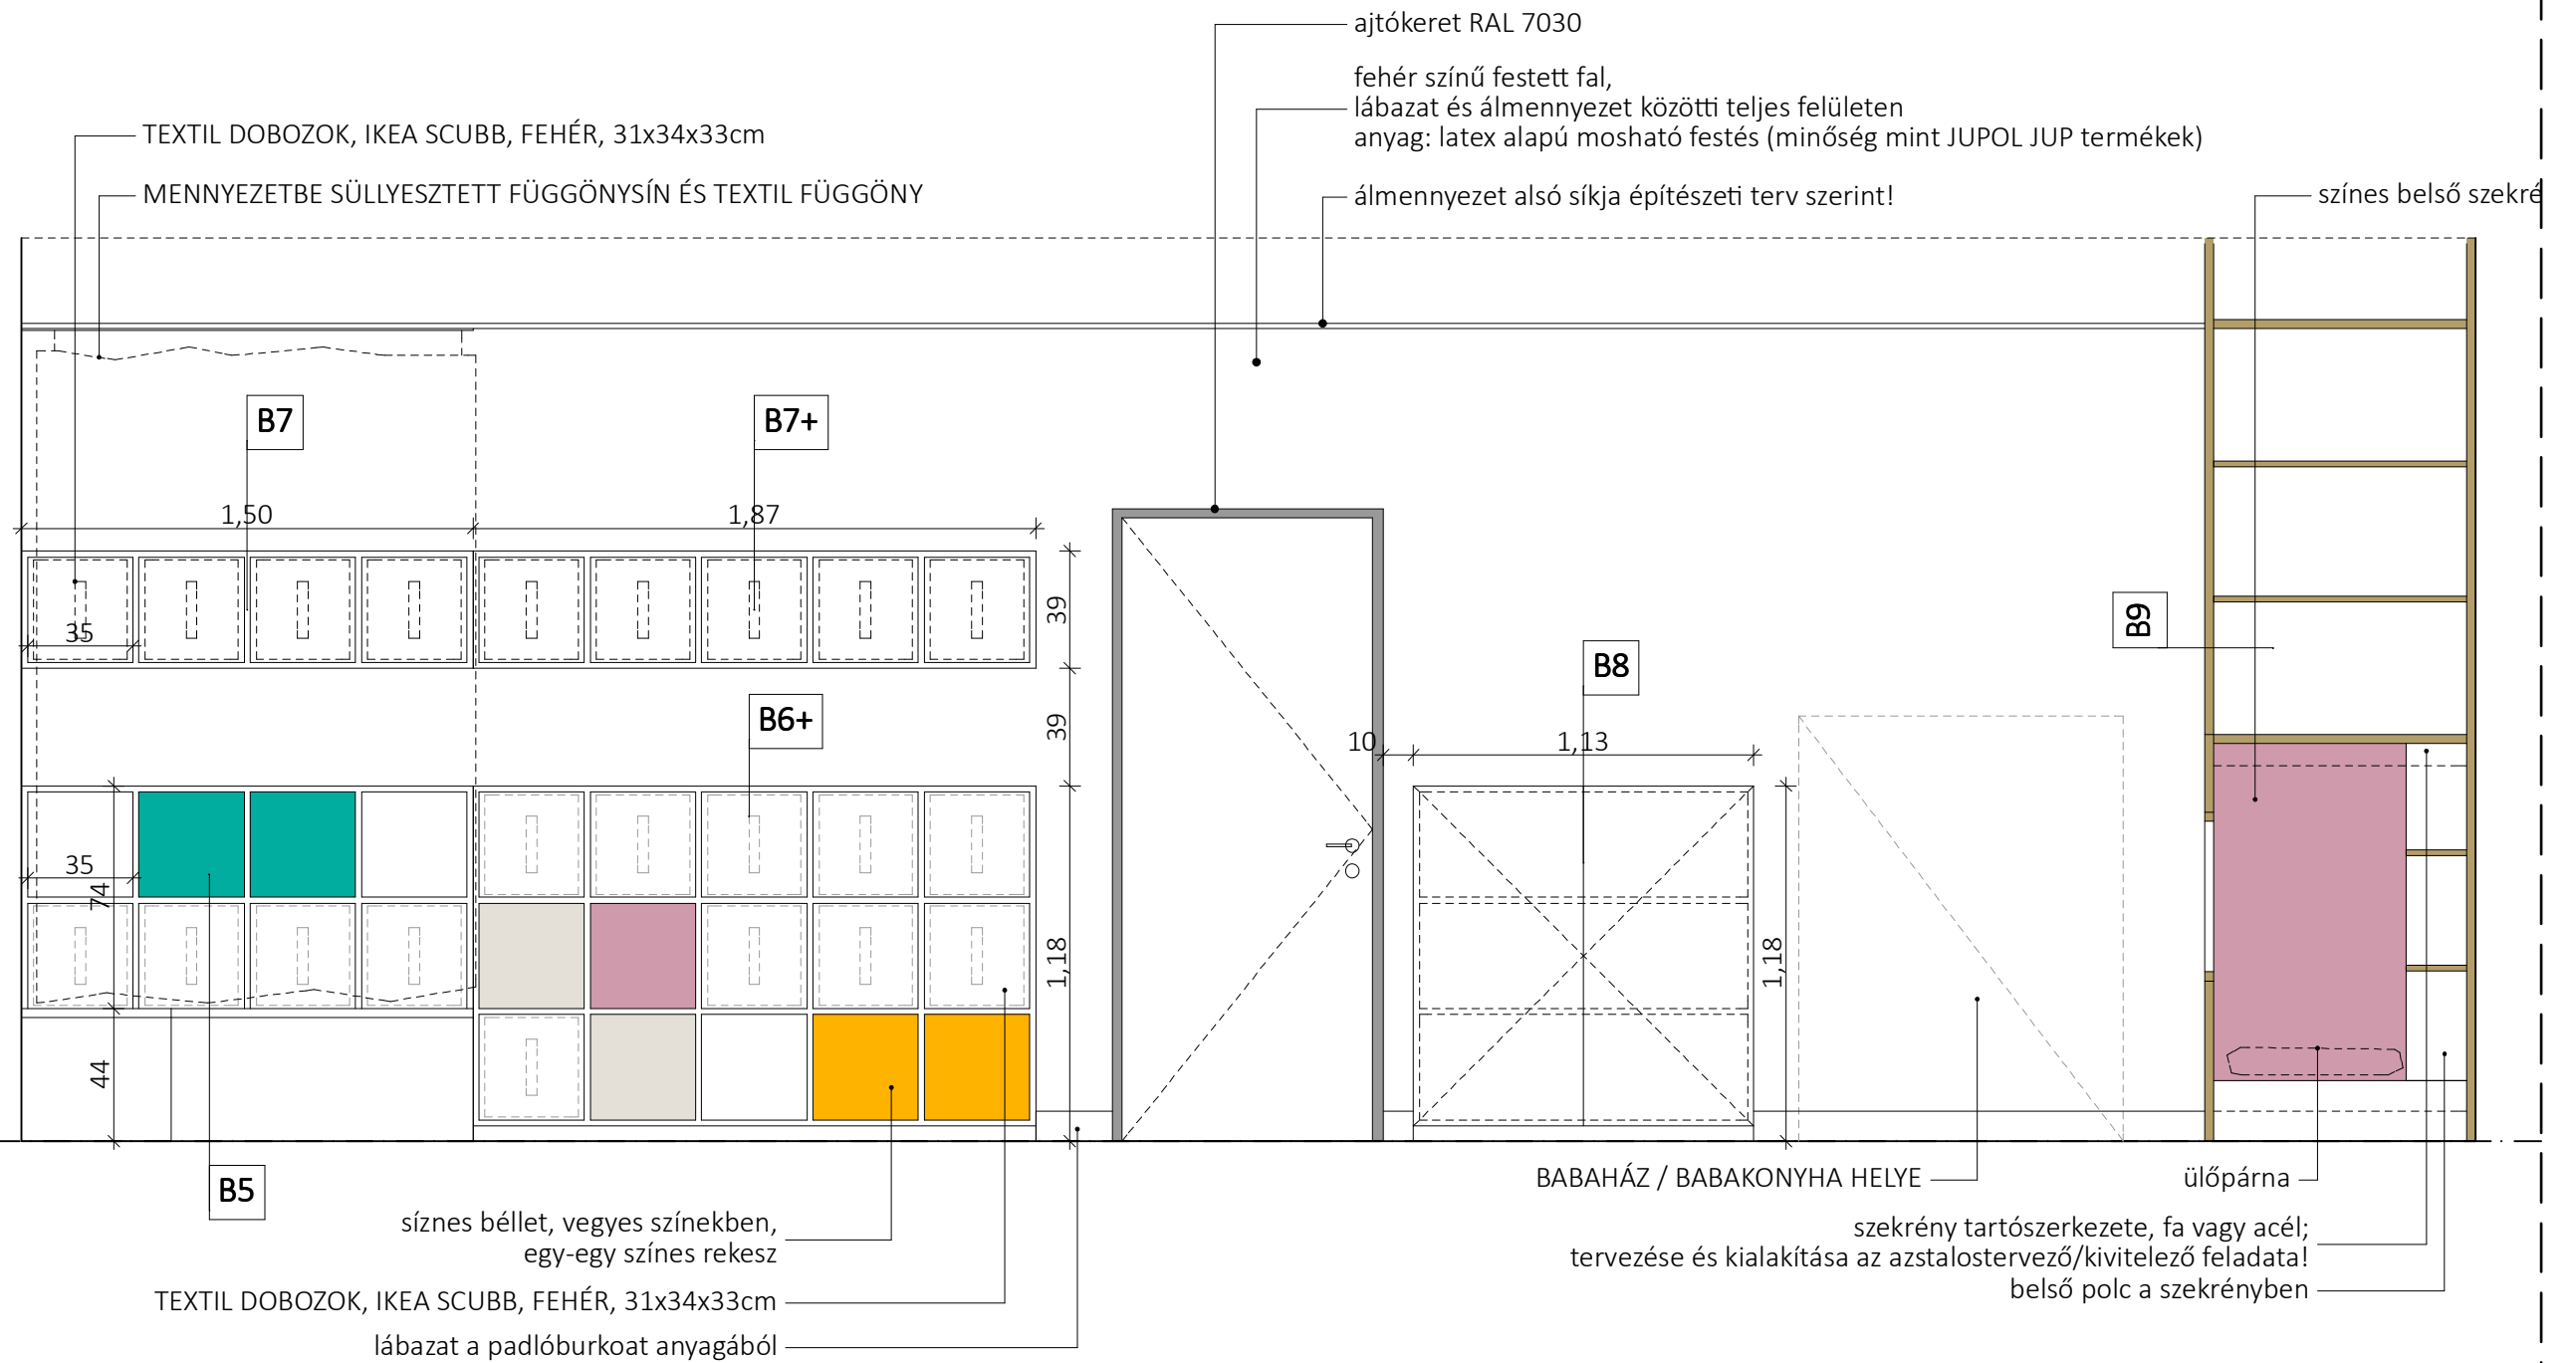 ajtókeret RAL 7030
fehér színű festett fal,
lábazat és álmennyezet közötti teljes felületen
anyag: latex alapú mosható festés (minőség mint JUPOL JUP termékek)
TEXTIL DOBOZOK, IKEA SCUBB, FEHÉR, 31x34x33cm
MENNYEZETBE SÜLLYESZTETT FÜGGÖNYSÍN ÉS TEXTIL FÜGGÖNY
álmennyezet alsó síkja építészeti terv szerint!
színes belső szekré
B7
B7+
1,50
1,87
35
39
B9
B8
B6+
39
10
1,13
35
74
1,18
1,18
44
B5
BABAHÁZ / BABAKONYHA HELYE
ülőpárna
síznes béllet, vegyes színekben,
egy-egy színes rekesz
szekrény tartószerkezete, fa vagy acél;
tervezése és kialakítása az azstalostervező/kivitelező feladata!
belső polc a szekrényben
TEXTIL DOBOZOK, IKEA SCUBB, FEHÉR, 31x34x33cm
lábazat a padlóburkoat anyagából